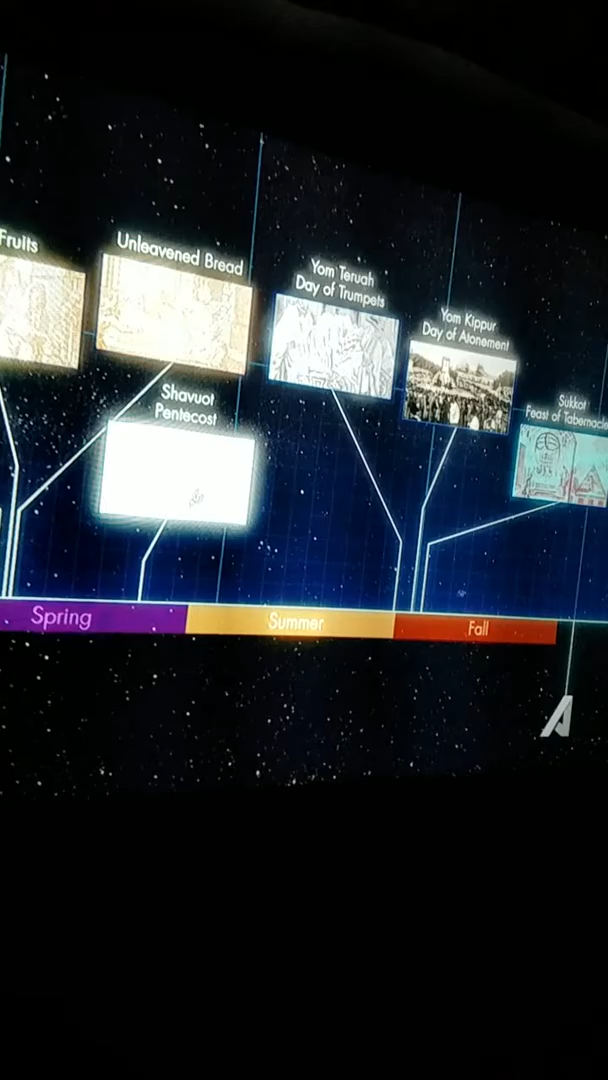 Fruits
Unleavened Bread
Yom Teruah
Day of Trumpets
Yom Kippur
Day of Atonement
Shavuot
Pentecost
Sukkot
Feast of Tabernacle
Spring
Summer
Fall